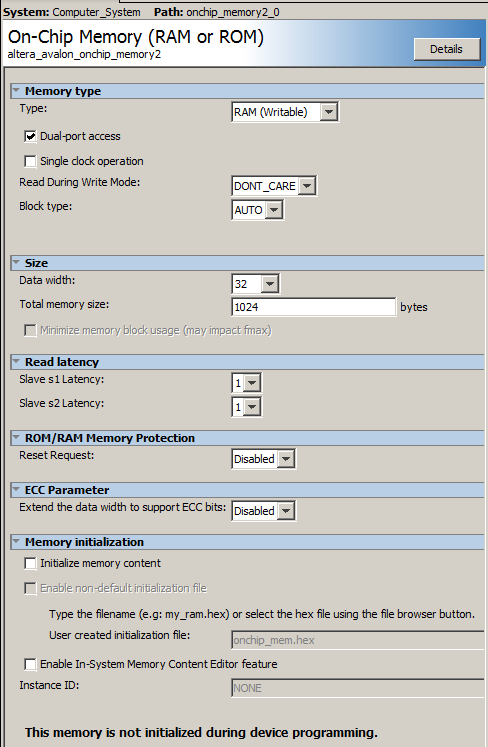 System: Computer_System Path: onchip_memory2_0
On-Chip Memory (RAM or ROM)
altera_avalon_onchip_memory2
Details
Memory type
Type: RAM (Writable)
Dual-port access
Single clock operation
Read During Write Mode: DONT_CARE
Block type: AUTO
Size
Data width: 32
Total memory size: 1024 bytes
Minimize memory block usage (may impact fmax)
Read latency
Slave s1 Latency: 1
Slave s2 Latency: 1
ROM/RAM Memory Protection
Reset Request: Disabled
ECC Parameter
Extend the data width to support ECC bits: Disabled
Memory initialization
Initialize memory content
Enable non-default initialization file
Type the filename (e.g: my_ram.hex) or select the hex file using the file browser button.
User created initialization file: onchip_mem.hex
Enable In-System Memory Content Editor feature
Instance ID: NONE
This memory is not initialized during device programming.